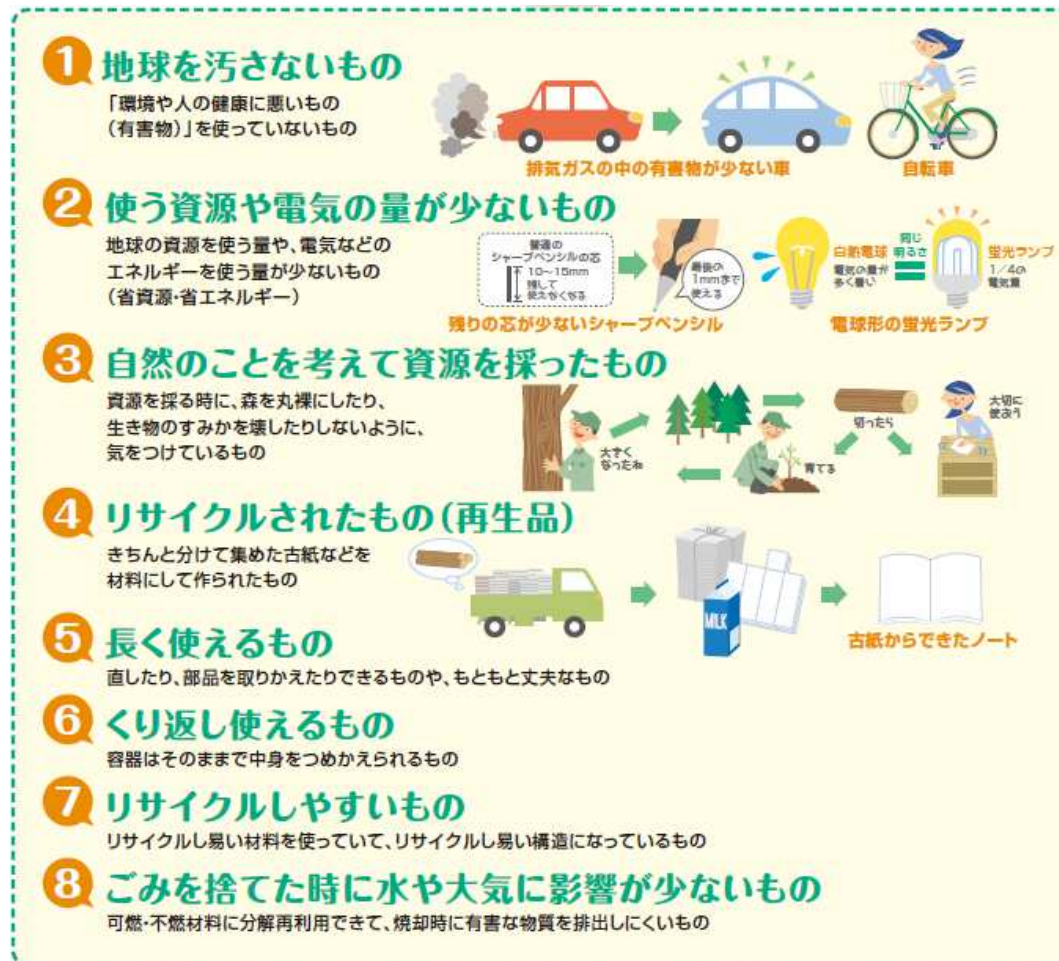 1 地球を汚さないもの
「環境や人の健康に悪いもの
（有害物）」を使っていないもの
排気ガスの中の有害物が少ない車
自転車
2 使う資源や電気の量が少ないもの
地球の資源を使う量や、電気などの
エネルギーを使う量が少ないもの
（省資源・省エネルギー）
普通の
シャープペンシルの芯
10～15mm
残して
使えなくなる
最後の
1mmまで
使える
残りの芯が少ないシャープペンシル
白熱電球
電気の量が
多く暑い
同じ
明るさ
蛍光ランプ
1/4の
電気量
電球形の蛍光ランプ
3 自然のことを考えて資源を採ったもの
資源を採る時に、森を丸裸にしたり、
生き物のすみかを壊したりしないように、
気をつけているもの
大きく
なったね
育てる
切ったら
大切に
使おう
4 リサイクルされたもの（再生品）
きちんと分けて集めた古紙などを
材料にして作られたもの
MILK
古紙からできたノート
5 長く使えるもの
直したり、部品を取りかえたりできるものや、もともと丈夫なもの
6 くり返し使えるもの
容器はそのままで中身をつめかえられるもの
7 リサイクルしやすいもの
リサイクルし易い材料を使っていて、リサイクルし易い構造になっているもの
8 ごみを捨てた時に水や大気に影響が少ないもの
可燃・不燃材料に分解再利用できて、焼却時に有害な物質を排出しにくいもの